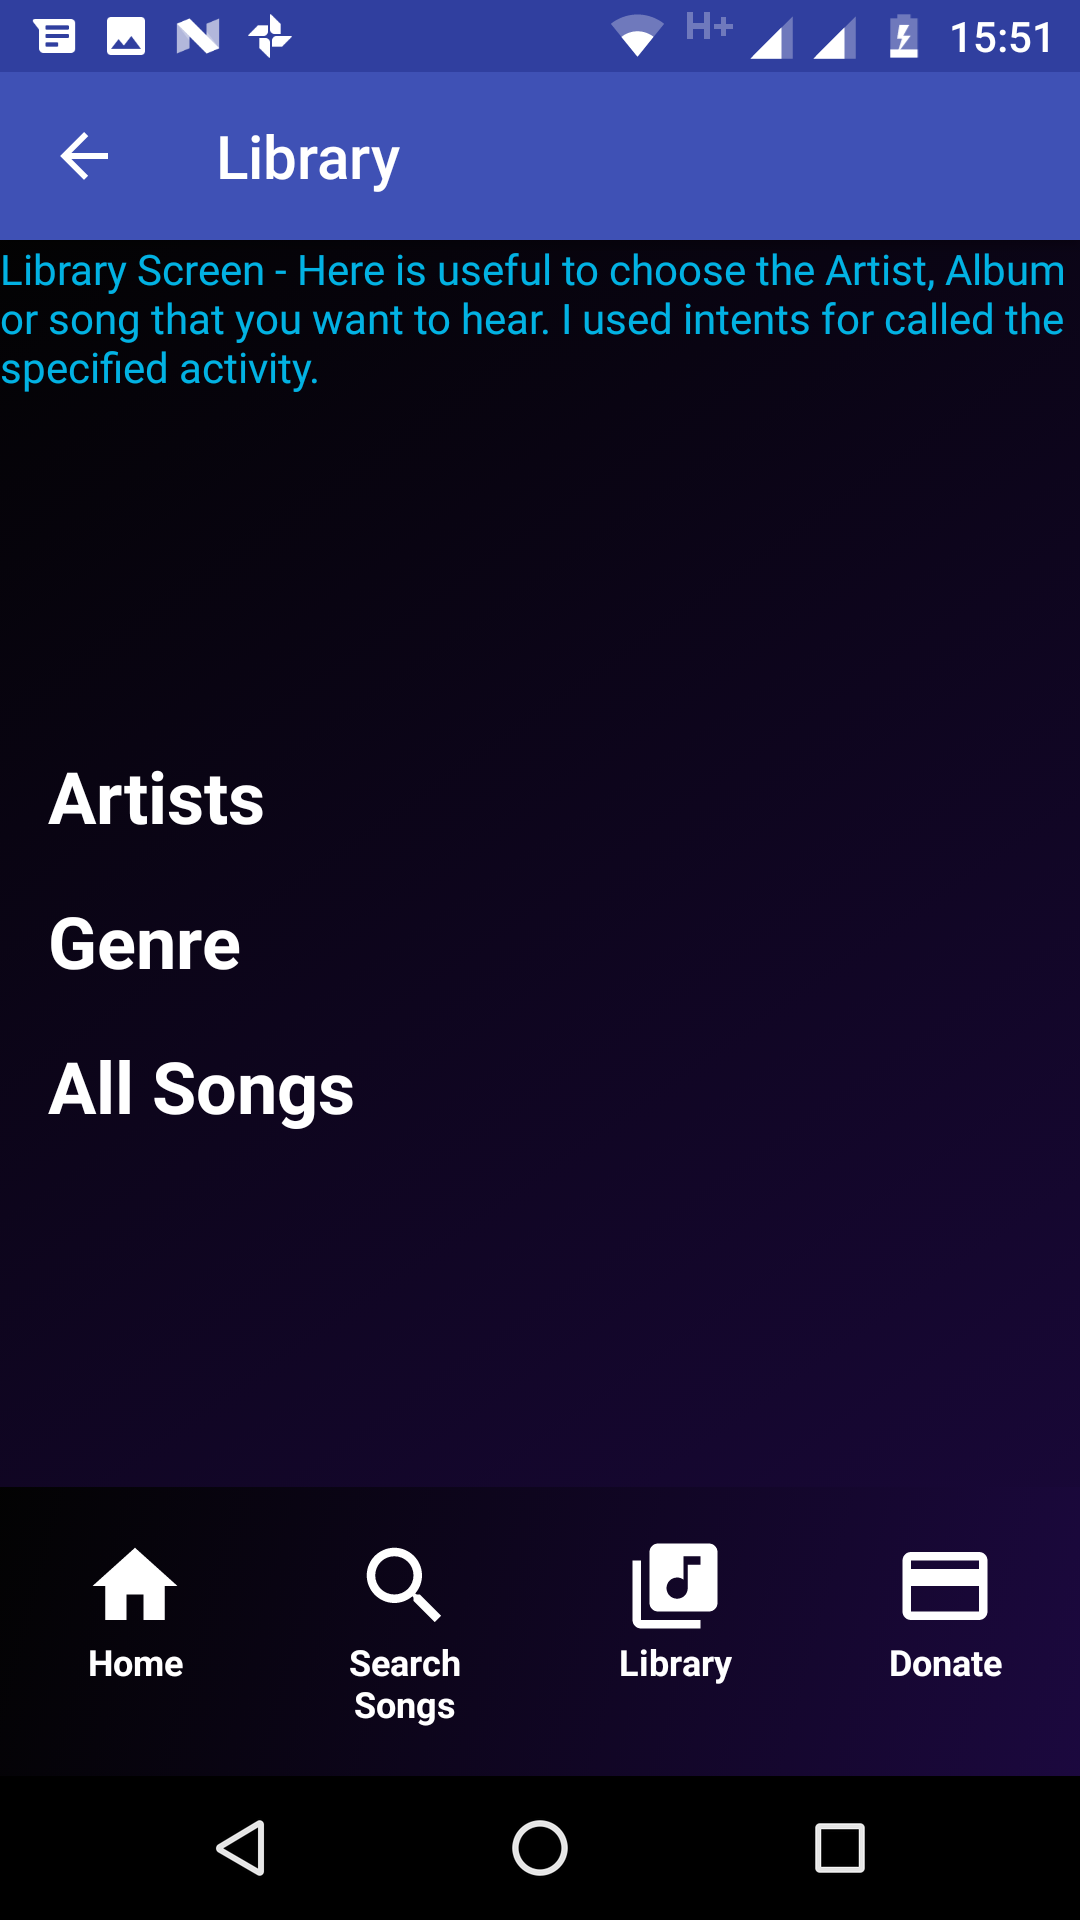 H+ 15:51
Library
Library Screen - Here is useful to choose the Artist, Album
or song that you want to hear. I used intents for called the
specified activity.
Artists
Genre
All Songs
Home
Search
Songs
Library
Donate